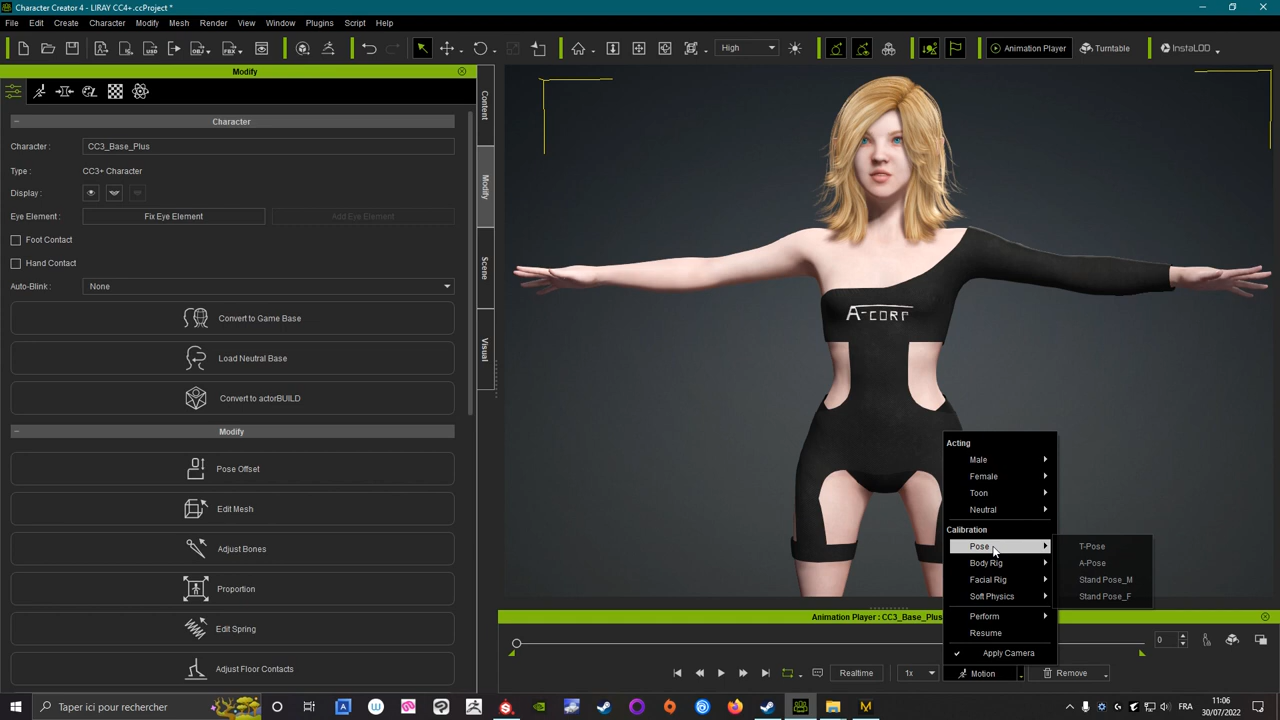 Character Creator 4 - LIRAY CC4+.ccProject *
File Edit Create Character Modify Mesh Render View Window Plugins Script Help
High
Animation Player
Turntable
InstaLOD
Modify
Content
Modify
Scene
Visual
Character
Character : CC3_Base_Plus
Type : CC3+ Character
Display :
Eye Element : Fix Eye Element Add Eye Element
Foot Contact
Hand Contact
Auto-Blink : None
Convert to Game Base
Load Neutral Base
Convert to actorBUILD
Modify
Pose Offset
Edit Mesh
Adjust Bones
Proportion
Edit Spring
Adjust Floor Contacts
A-CORP
Acting
Male
Female
Toon
Neutral
Calibration
Pose
Body Rig
Facial Rig
Soft Physics
Perform
Resume
Apply Camera
T-Pose
A-Pose
Stand Pose_M
Stand Pose_F
Animation Player : CC3_Base_Plus
0
Realtime 1x Motion Remove
Taper ici pour rechercher
11:06
30/07/2022